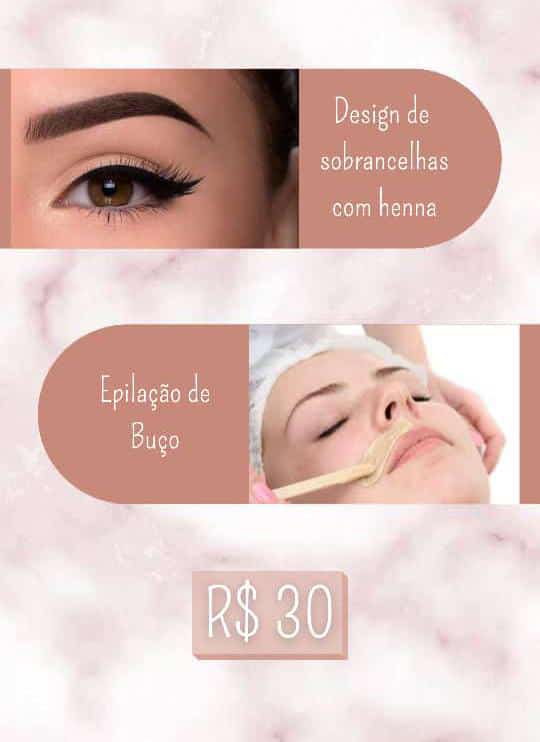 Design de
sobrancelhas
com henna
Epilação de
Buço
R$ 30